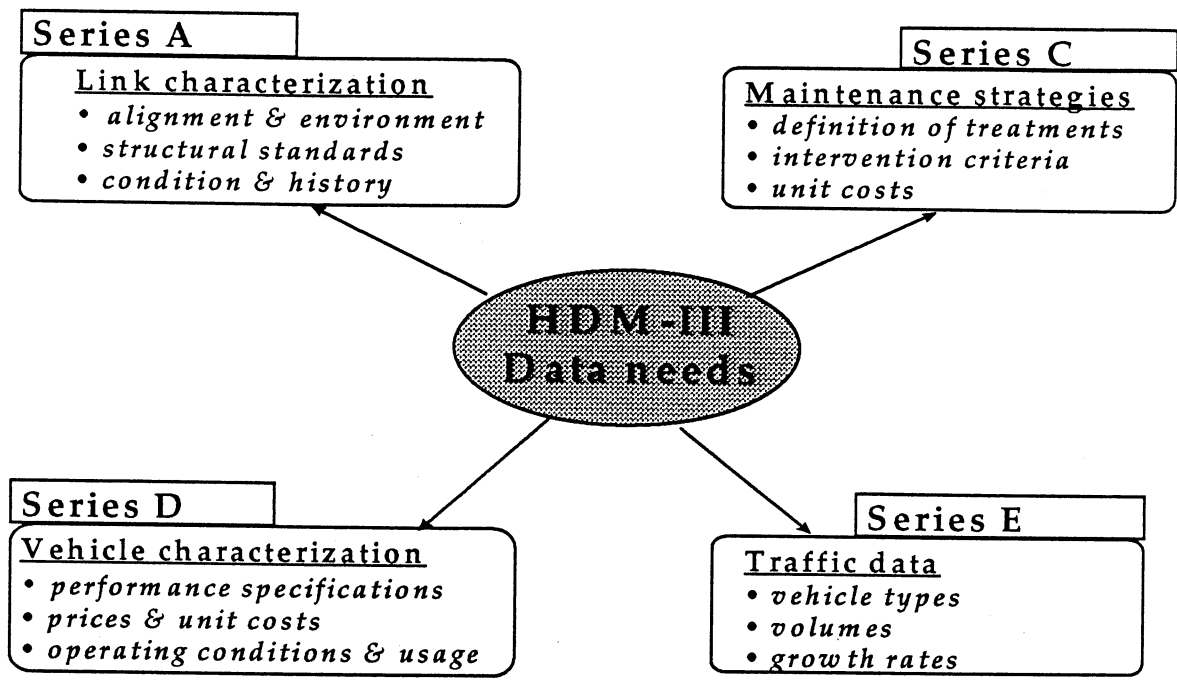 Series A
Link characterization
• alignment & environment
• structural standards
• condition & history
Series C
Maintenance strategies
• definition of treatments
• intervention criteria
• unit costs
HDM-III
Data needs
Series D
Vehicle characterization
• performance specifications
• prices & unit costs
• operating conditions & usage
Series E
Traffic data
• vehicle types
• volumes
• growth rates